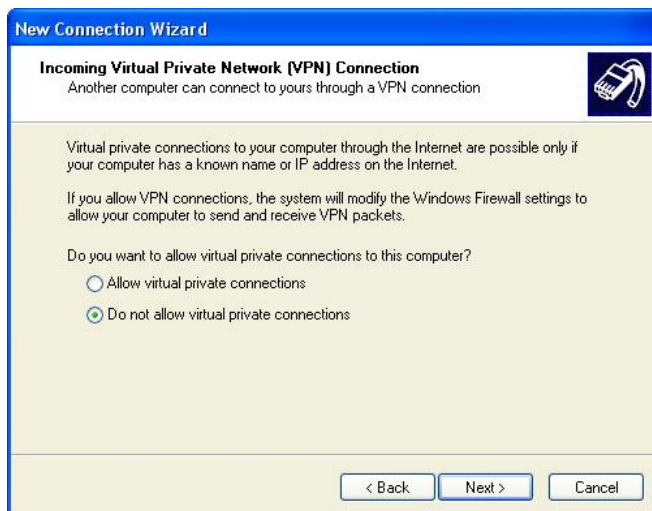 New Connection Wizard
Incoming Virtual Private Network (VPN) Connection
Another computer can connect to yours through a VPN connection
Virtual private connections to your computer through the Internet are possible only if
your computer has a known name or IP address on the Internet.
If you allow VPN connections, the system will modify the Windows Firewall settings to
allow your computer to send and receive VPN packets.
Do you want to allow virtual private connections to this computer?
Allow virtual private connections
Do not allow virtual private connections
< Back Next > Cancel